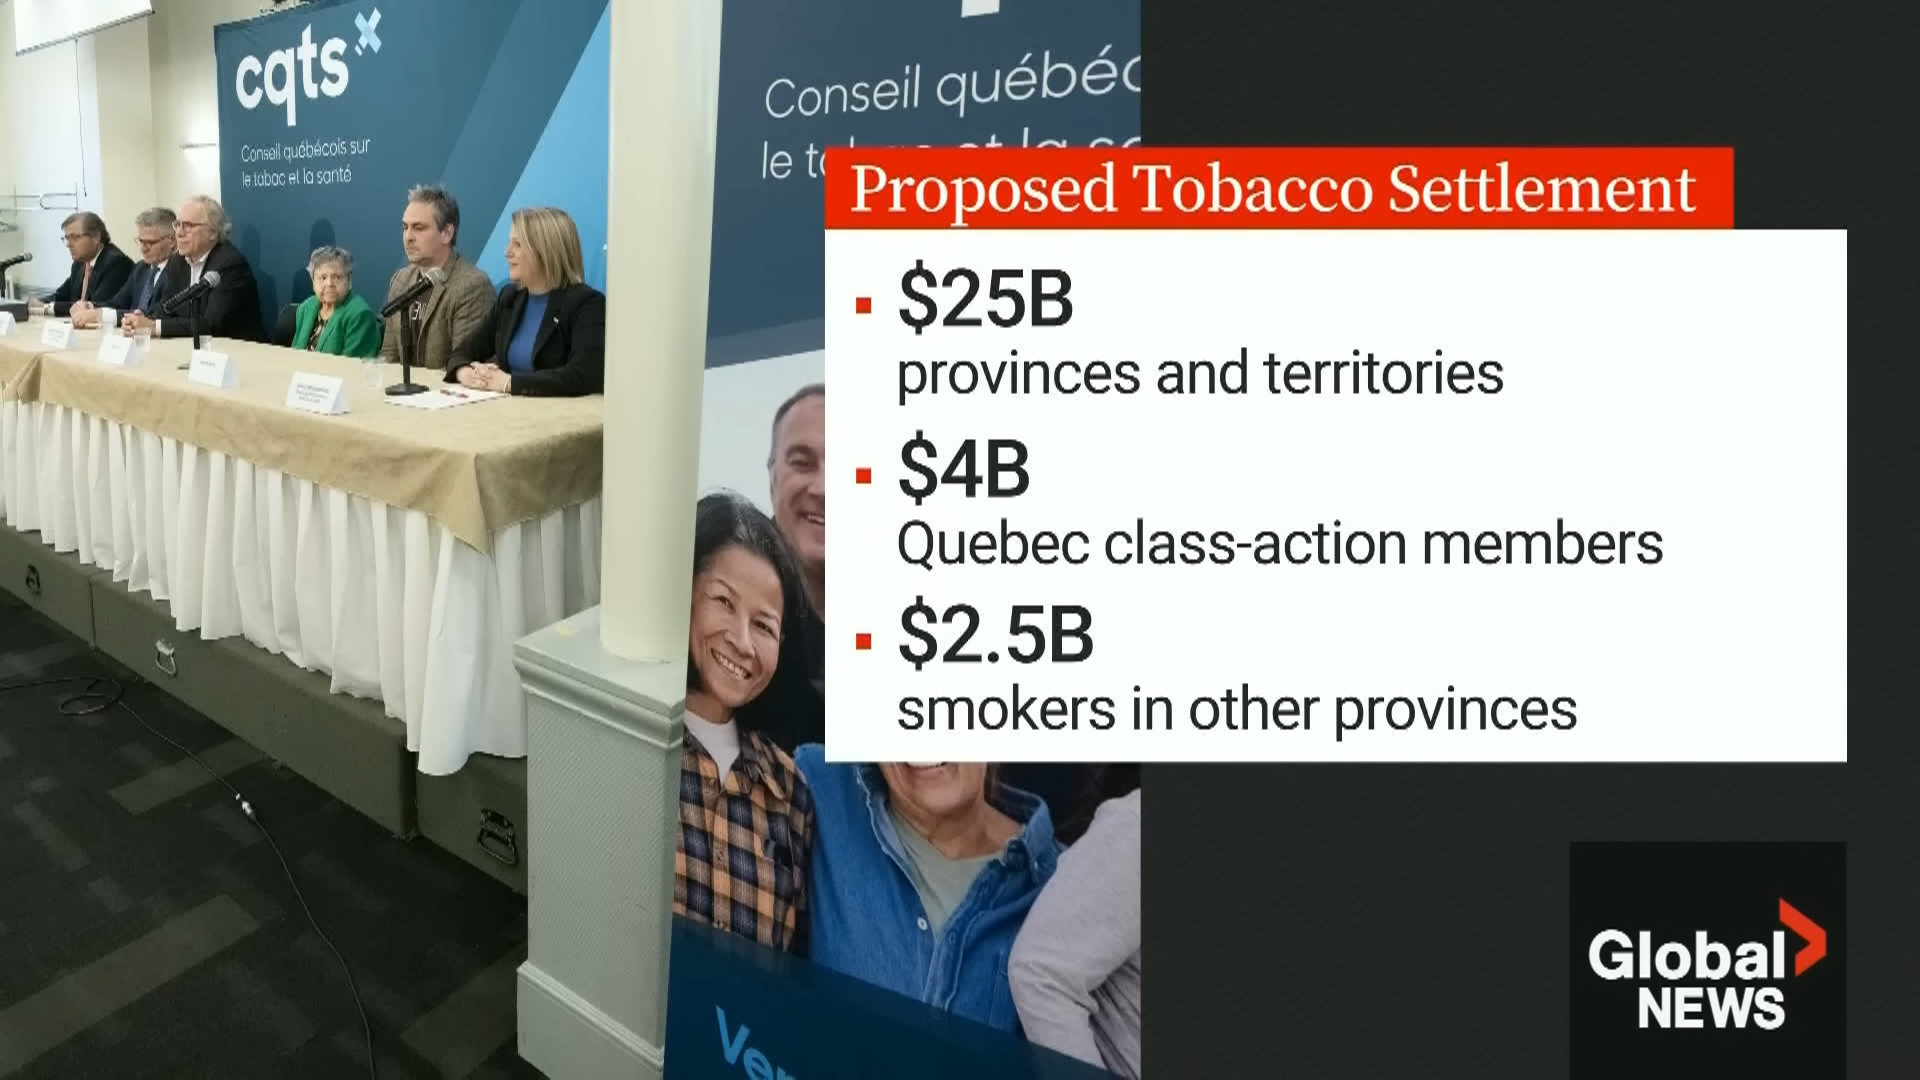 cqts
Conseil québécois sur
le tabac et la santé
Conseil
le
Proposed Tobacco Settlement
$25B
provinces and territories
$4B
Quebec class-action members
$2.5B
smokers in other provinces
Global
NEWS